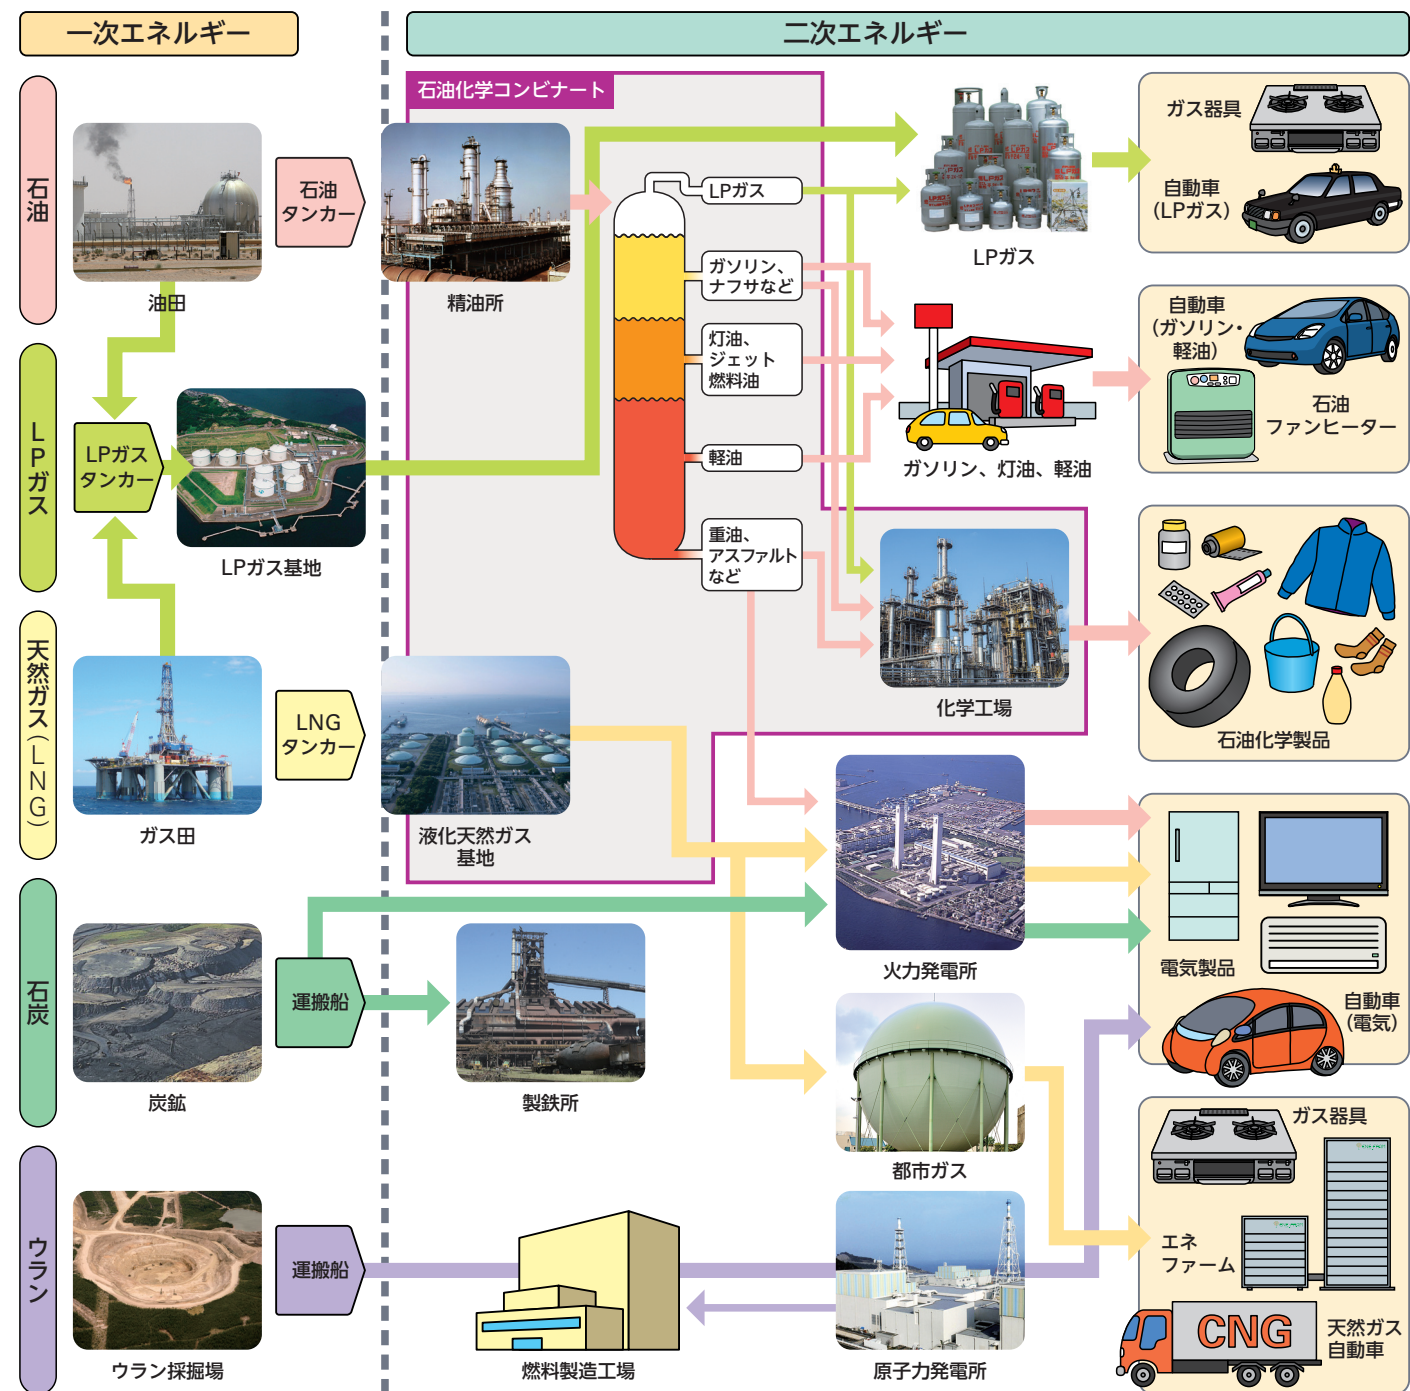 一次エネルギー
二次エネルギー
石油
油田
石油
タンカー
石油化学コンビナート
精油所
LPガス
ガソリン、
ナフサなど
灯油、
ジェット
燃料油
軽油
重油、
アスファルト
など
LPガス
ガス器具
自動車
(LPガス)
ガソリン、灯油、軽油
自動車
(ガソリン・
軽油)
石油
ファンヒーター
LPガス
LPガス
タンカー
LPガス基地
化学工場
石油化学製品
天然ガス(LNG)
ガス田
LNG
タンカー
液化天然ガス
基地
火力発電所
電気製品
自動車
(電気)
石炭
炭鉱
運搬船
製鉄所
都市ガス
ガス器具
エネ
ファーム
CNG
天然ガス
自動車
ウラン
ウラン採掘場
運搬船
燃料製造工場
原子力発電所